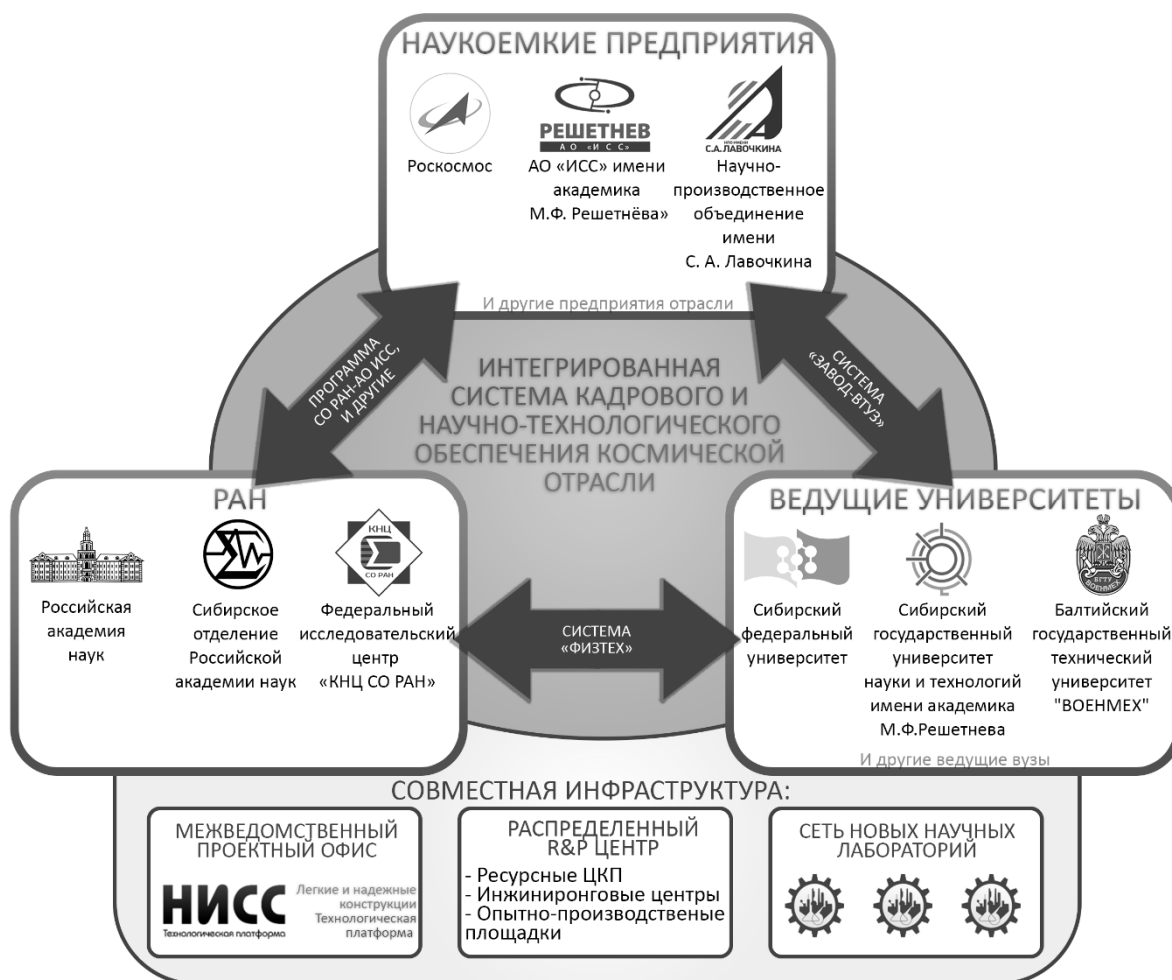 НАУКОЕМКИЕ ПРЕДПРИЯТИЯ
РЕШЕТНЕВ
АО «ИСС»
НПО ИМЕНИ
С.А.ЛАВОЧКИНА
Роскосмос
АО «ИСС» имени
академика
М.Ф. Решетнёва»
Научно-
производственное
объединение
имени
С. А. Лавочкина
И другие предприятия отрасли
ПРОГРАММА
СО РАН-АО ИСС,
И ДРУГИЕ
СИСТЕМА
«ЗАВОД-ВТУЗ»
ИНТЕГРИРОВАННАЯ
СИСТЕМА КАДРОВОГО И
НАУЧНО-ТЕХНОЛОГИЧЕСКОГО
ОБЕСПЕЧЕНИЯ КОСМИЧЕСКОЙ
ОТРАСЛИ
РАН
КНЦ
СО РАН
Российская
академия
наук
Сибирское
отделение
Российской
академии наук
Федеральный
исследовательский
центр
«КНЦ СО РАН»
СИСТЕМА
«ФИЗТЕХ»
ВЕДУЩИЕ УНИВЕРСИТЕТЫ
БГТУ
ВОЕНМЕХ
Сибирский
федеральный
университет
Сибирский
государственный
университет
науки и технологий
имени академика
М.Ф.Решетнева
Балтийский
государственный
технический
университет
"ВОЕНМЕХ"
И другие ведущие вузы
СОВМЕСТНАЯ ИНФРАСТРУКТУРА:
МЕЖВЕДОМСТВЕННЫЙ
ПРОЕКТНЫЙ ОФИС
НИСС
Технологическая платформа
Легкие и надежные
конструкции
Технологическая
платформа
РАСПРЕДЕЛЕННЫЙ
R&P ЦЕНТР
- Ресурсные ЦКП
- Инжиниронговые центры
- Опытно-производственые
площадки
СЕТЬ НОВЫХ НАУЧНЫХ
ЛАБОРАТОРИЙ